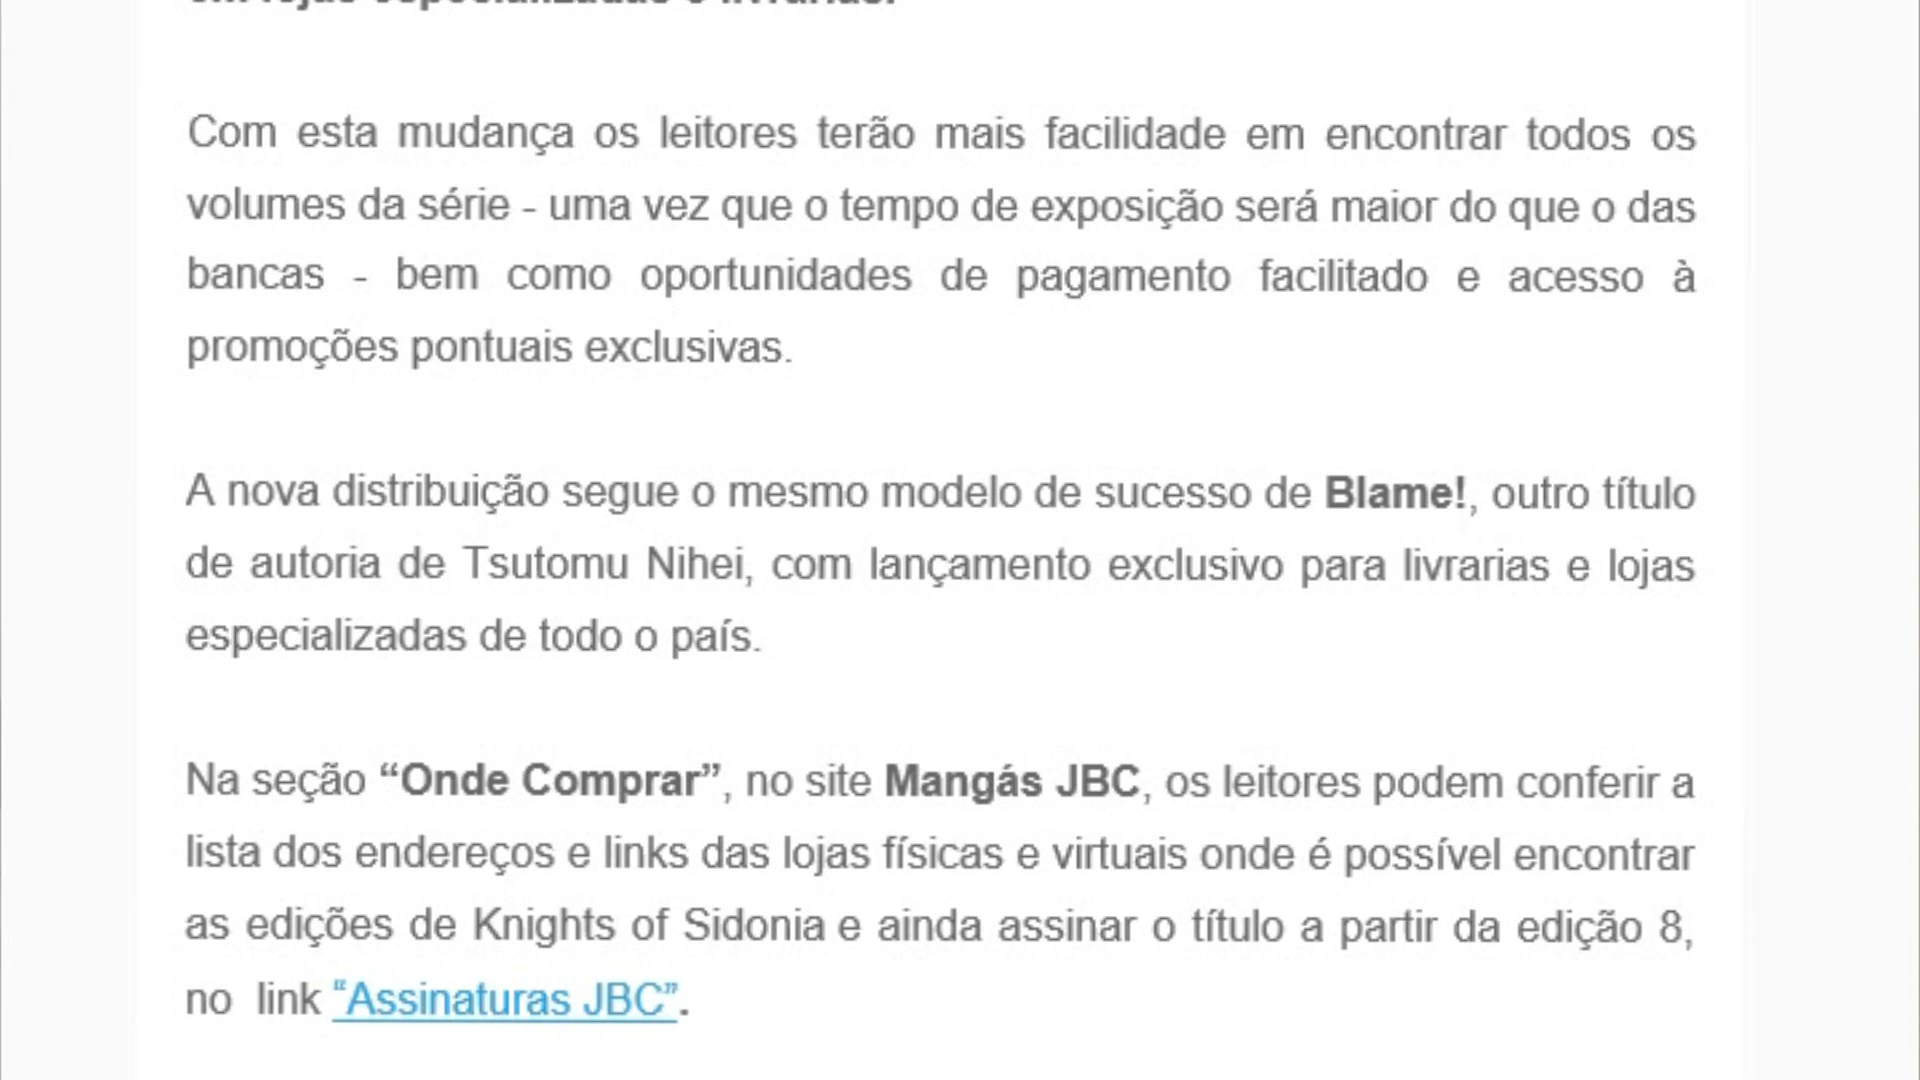 em lojas especializadas e livrarias.
Com esta mudança os leitores terão mais facilidade em encontrar todos os
volumes da série - uma vez que o tempo de exposição será maior do que o das
bancas - bem como oportunidades de pagamento facilitado e acesso à
promoções pontuais exclusivas.
A nova distribuição segue o mesmo modelo de sucesso de Blame!, outro título
de autoria de Tsutomu Nihei, com lançamento exclusivo para livrarias e lojas
especializadas de todo o país.
Na seção “Onde Comprar”, no site Mangás JBC, os leitores podem conferir a
lista dos endereços e links das lojas físicas e virtuais onde é possível encontrar
as edições de Knights of Sidonia e ainda assinar o título a partir da edição 8,
no link “Assinaturas JBC”.